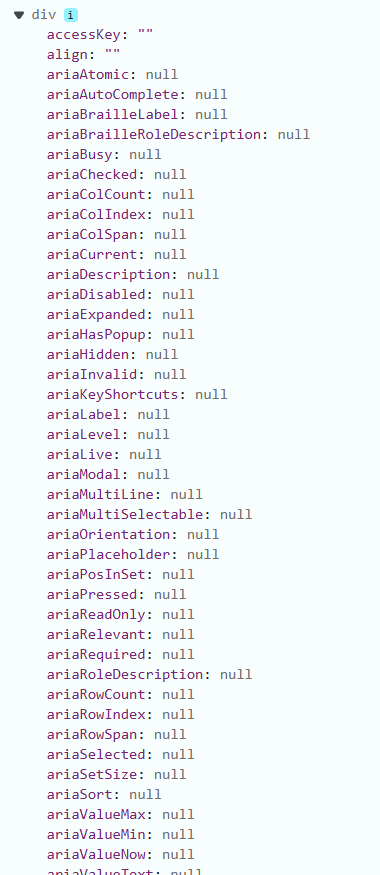 ▼ div i
accessKey: ""
align: ""
ariaAtomic: null
ariaAutoComplete: null
ariaBrailleLabel: null
ariaBrailleRoleDescription: null
ariaBusy: null
ariaChecked: null
ariaColCount: null
ariaColIndex: null
ariaColSpan: null
ariaCurrent: null
ariaDescription: null
ariaDisabled: null
ariaExpanded: null
ariaHasPopup: null
ariaHidden: null
ariaInvalid: null
ariaKeyShortcuts: null
ariaLabel: null
ariaLevel: null
ariaLive: null
ariaModal: null
ariaMultiLine: null
ariaMultiSelectable: null
ariaOrientation: null
ariaPlaceholder: null
ariaPosInSet: null
ariaPressed: null
ariaReadOnly: null
ariaRelevant: null
ariaRequired: null
ariaRoleDescription: null
ariaRowCount: null
ariaRowIndex: null
ariaRowSpan: null
ariaSelected: null
ariaSetSize: null
ariaSort: null
ariaValueMax: null
ariaValueMin: null
ariaValueNow: null
ariaValueText: null